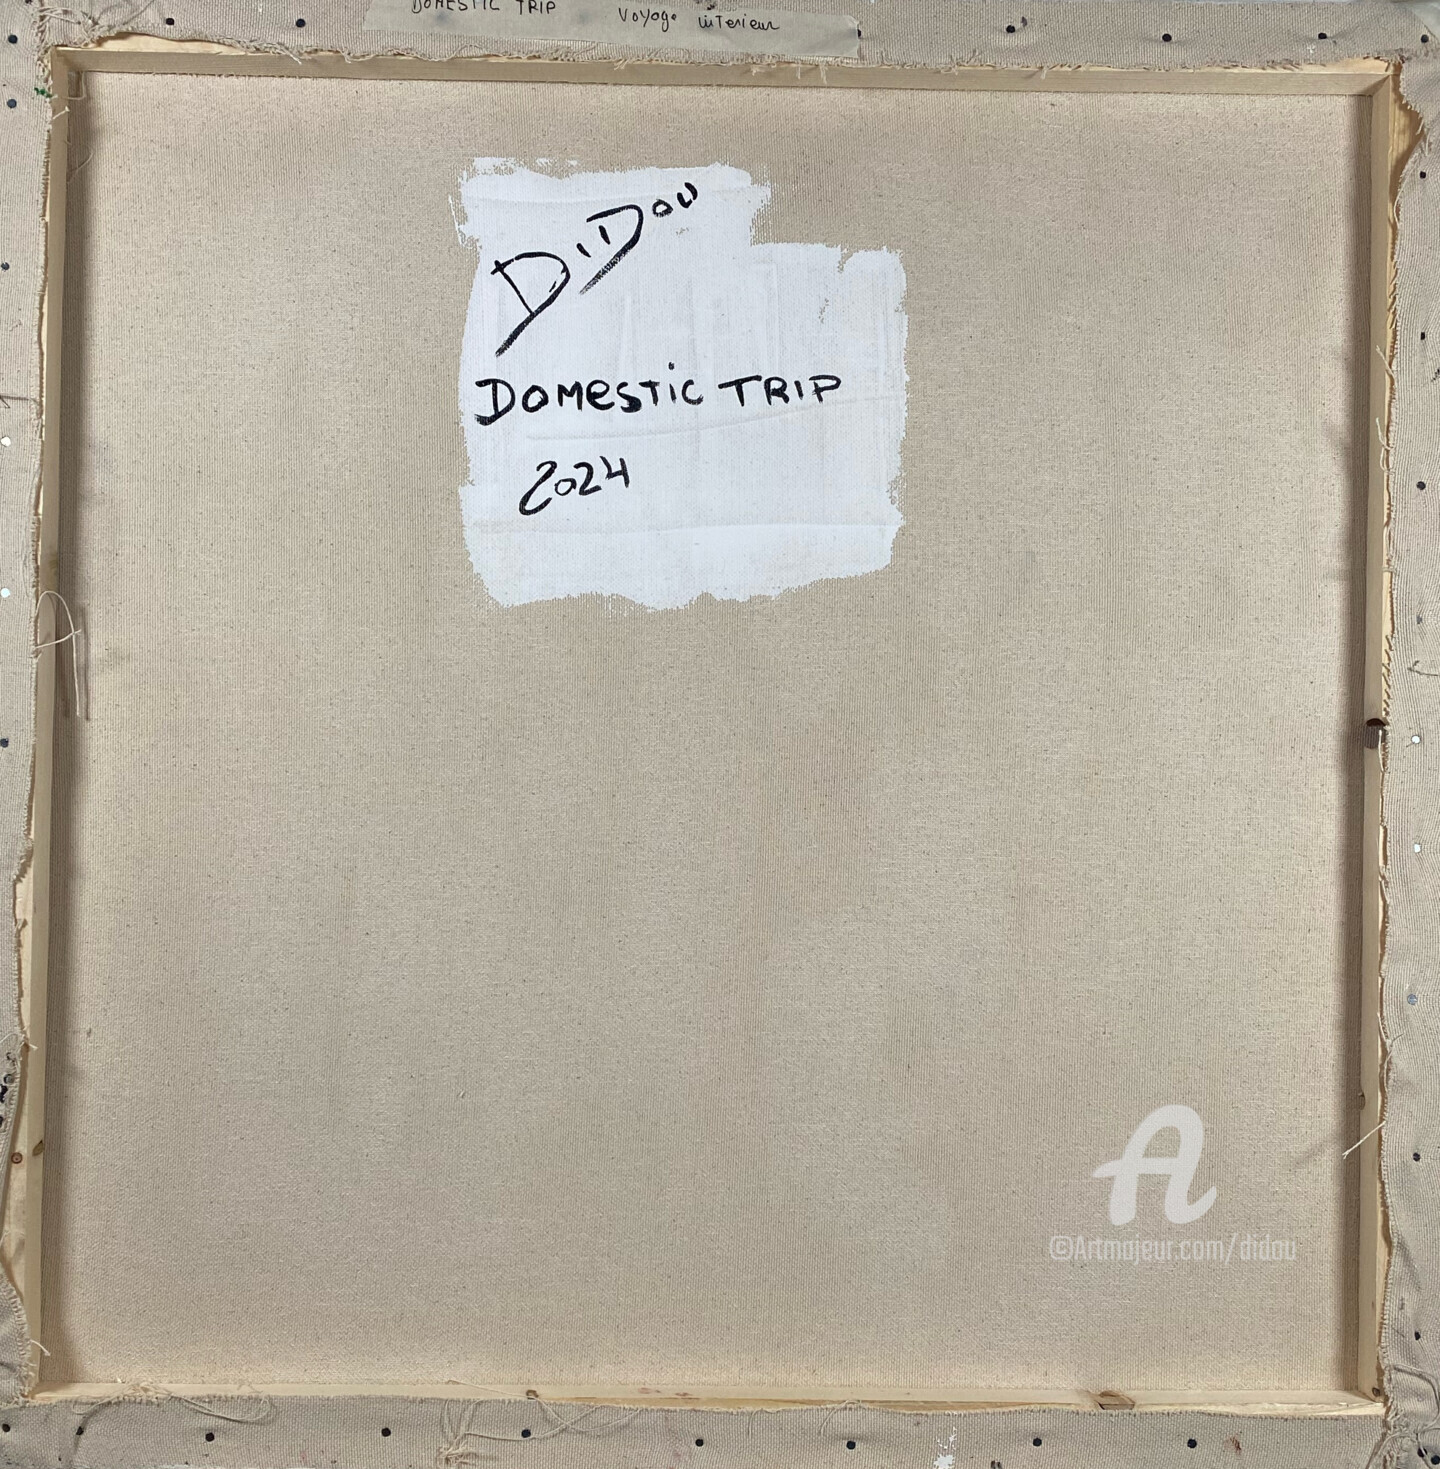 DOMESTIC TRIP Voyage intérieur
DiDou
DOMESTIC TRIP
2024
A
©Artmajeur.com/didou